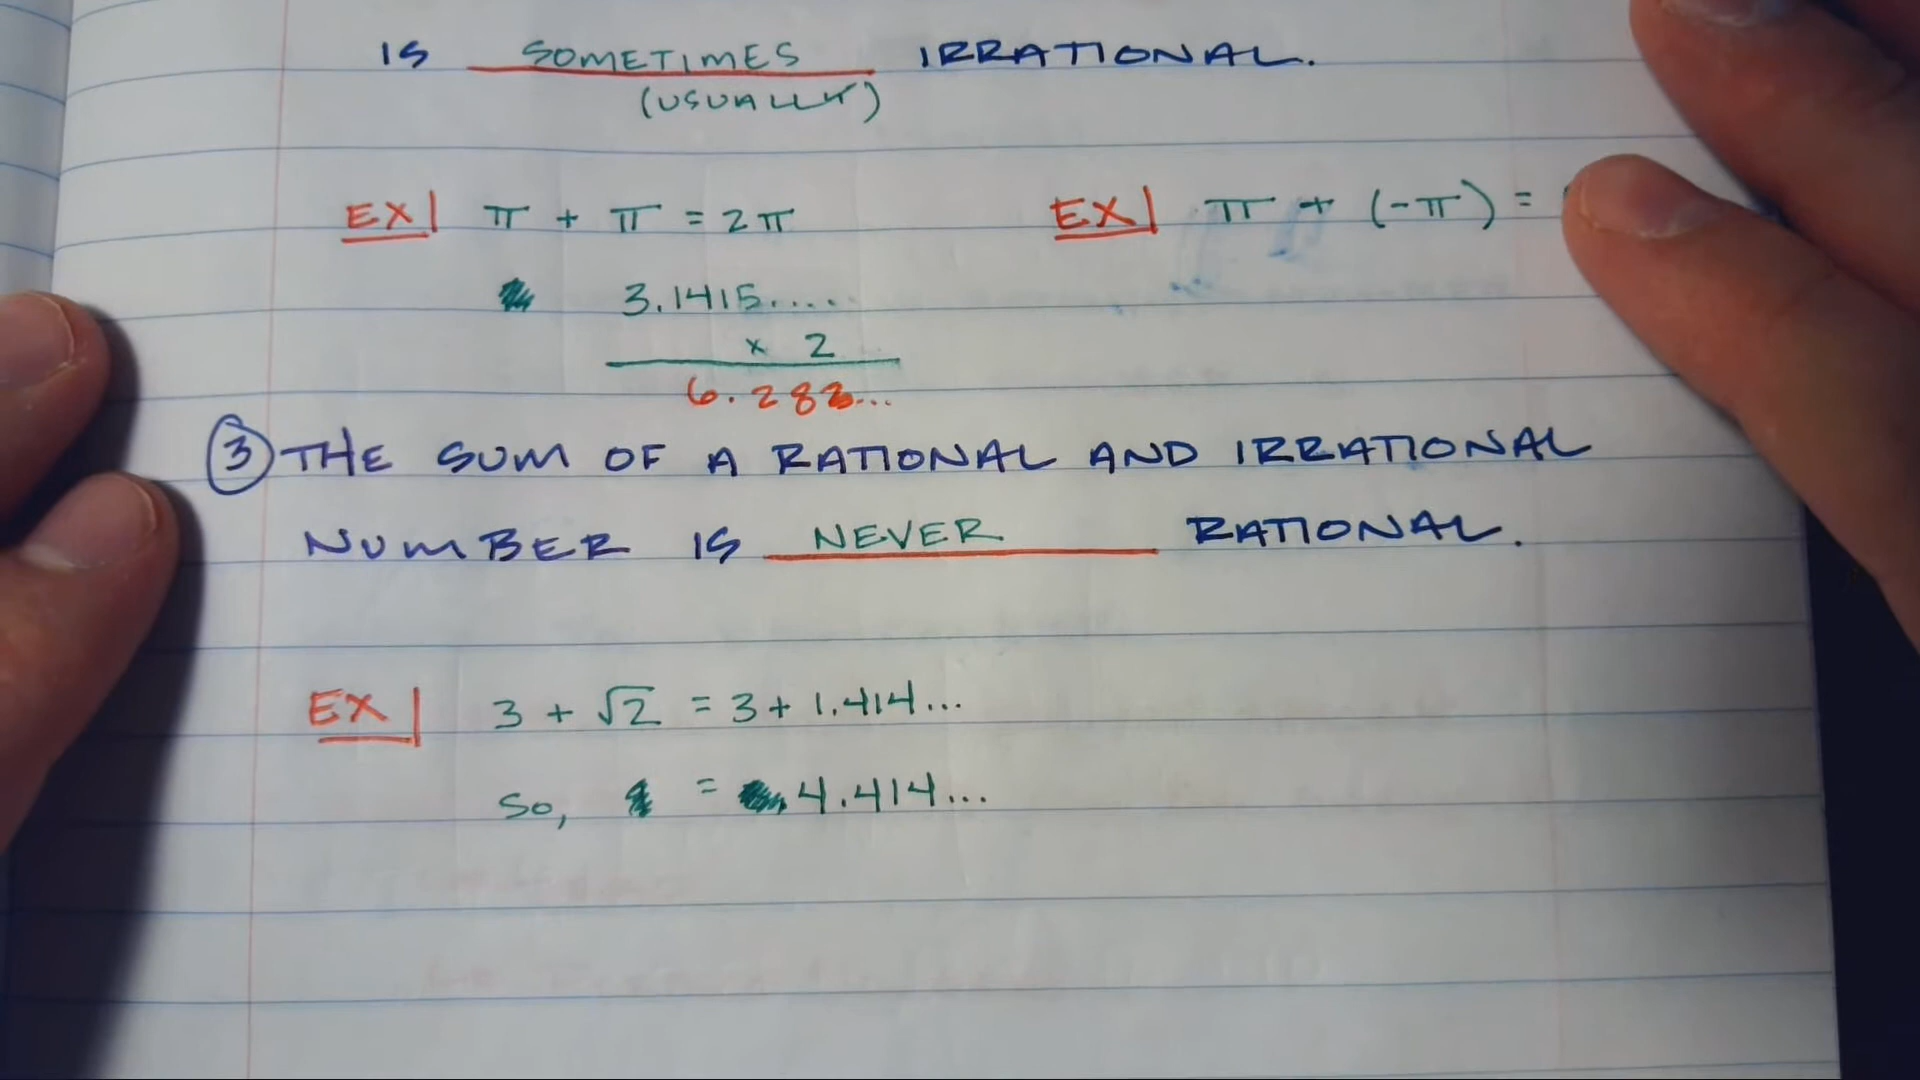 IS SOMETIMES IRRATIONAL.
(USUALLY)
EX| π + π = 2π
EX| π + (-π) =
3.1415.....
x 2
6.283...
③ THE SUM OF A RATIONAL AND IRRATIONAL
NUMBER IS NEVER RATIONAL.
EX| 3 + √2 = 3 + 1.414...
SO, = 4.414...